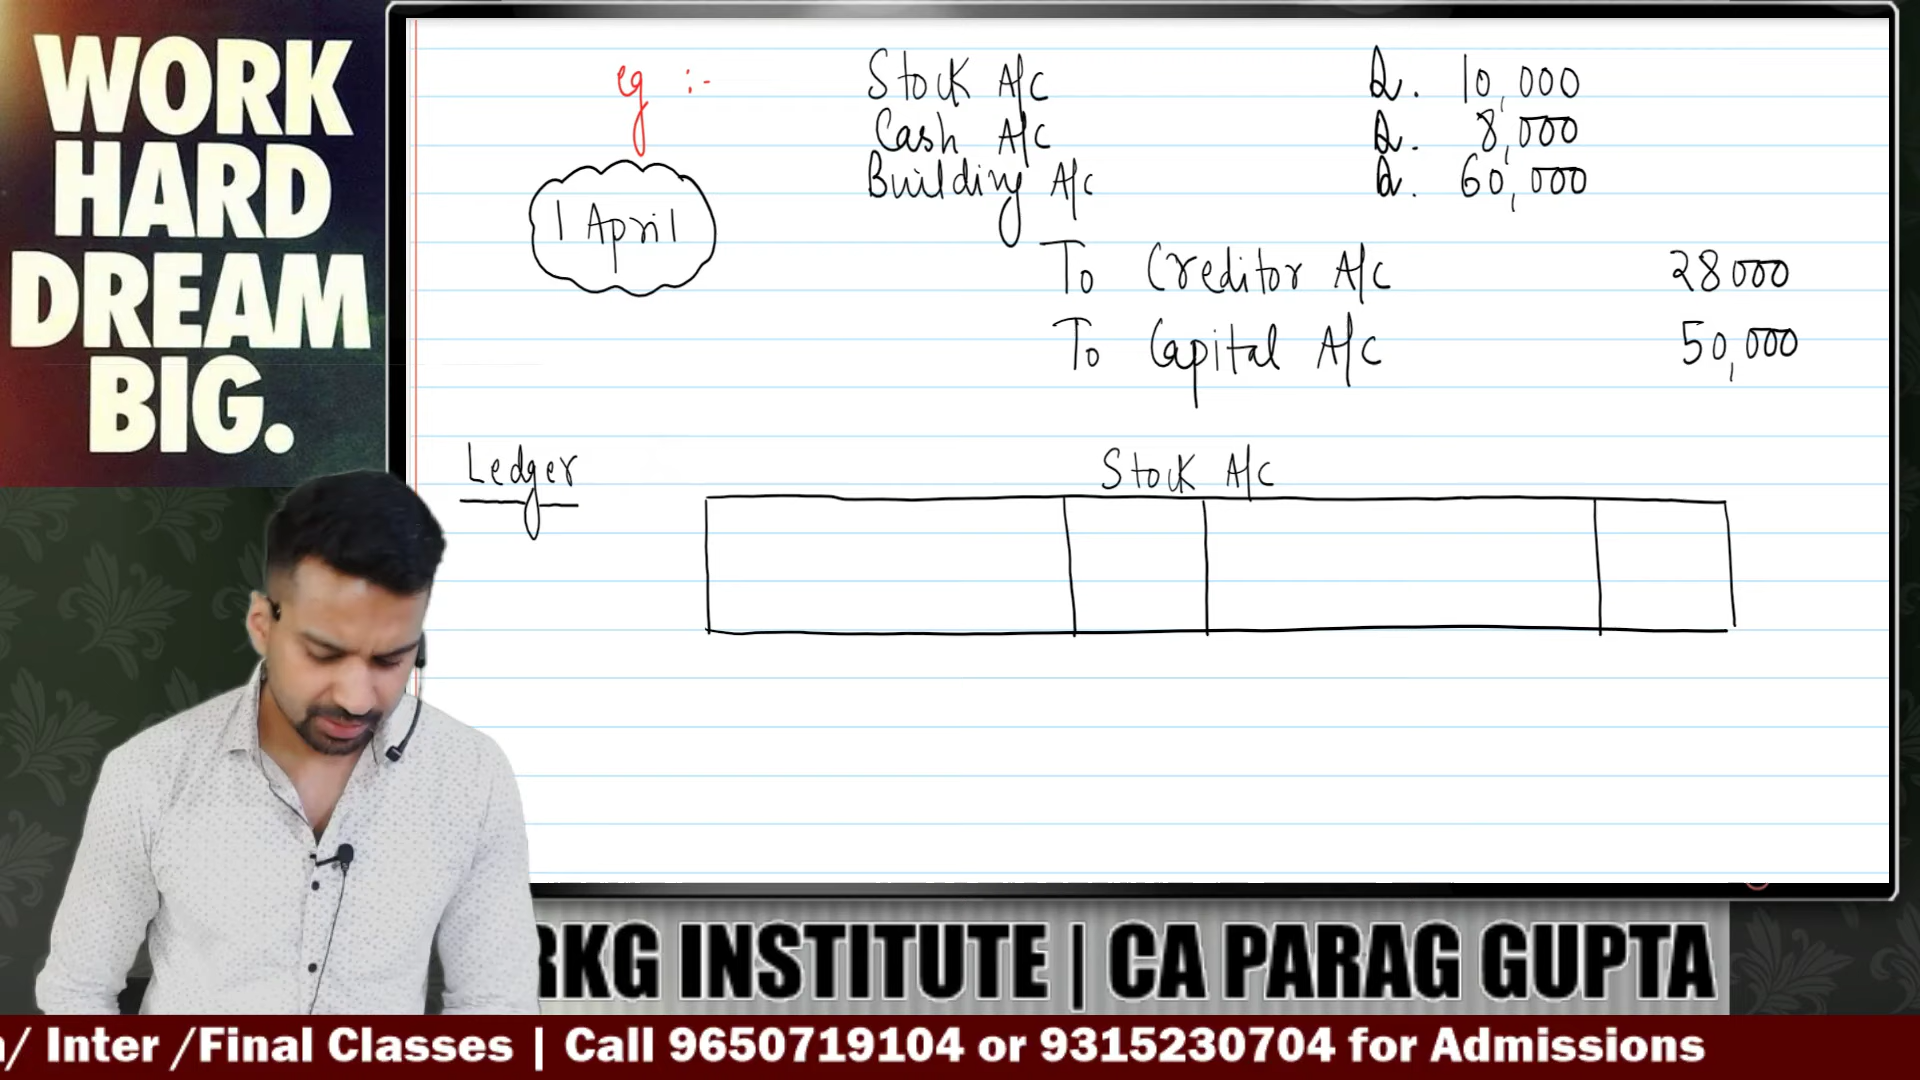 WORK
HARD
DREAM
BIG.
eg :-
Stock A/c Dr. 10,000
Cash A/c Dr. 8,000
Building A/c Dr. 60,000
1 April
To Creditor A/c 28000
To Capital A/c 50,000
Ledger
Stock A/c
RKG INSTITUTE | CA PARAG GUPTA
/ Inter /Final Classes | Call 9650719104 or 9315230704 for Admissions